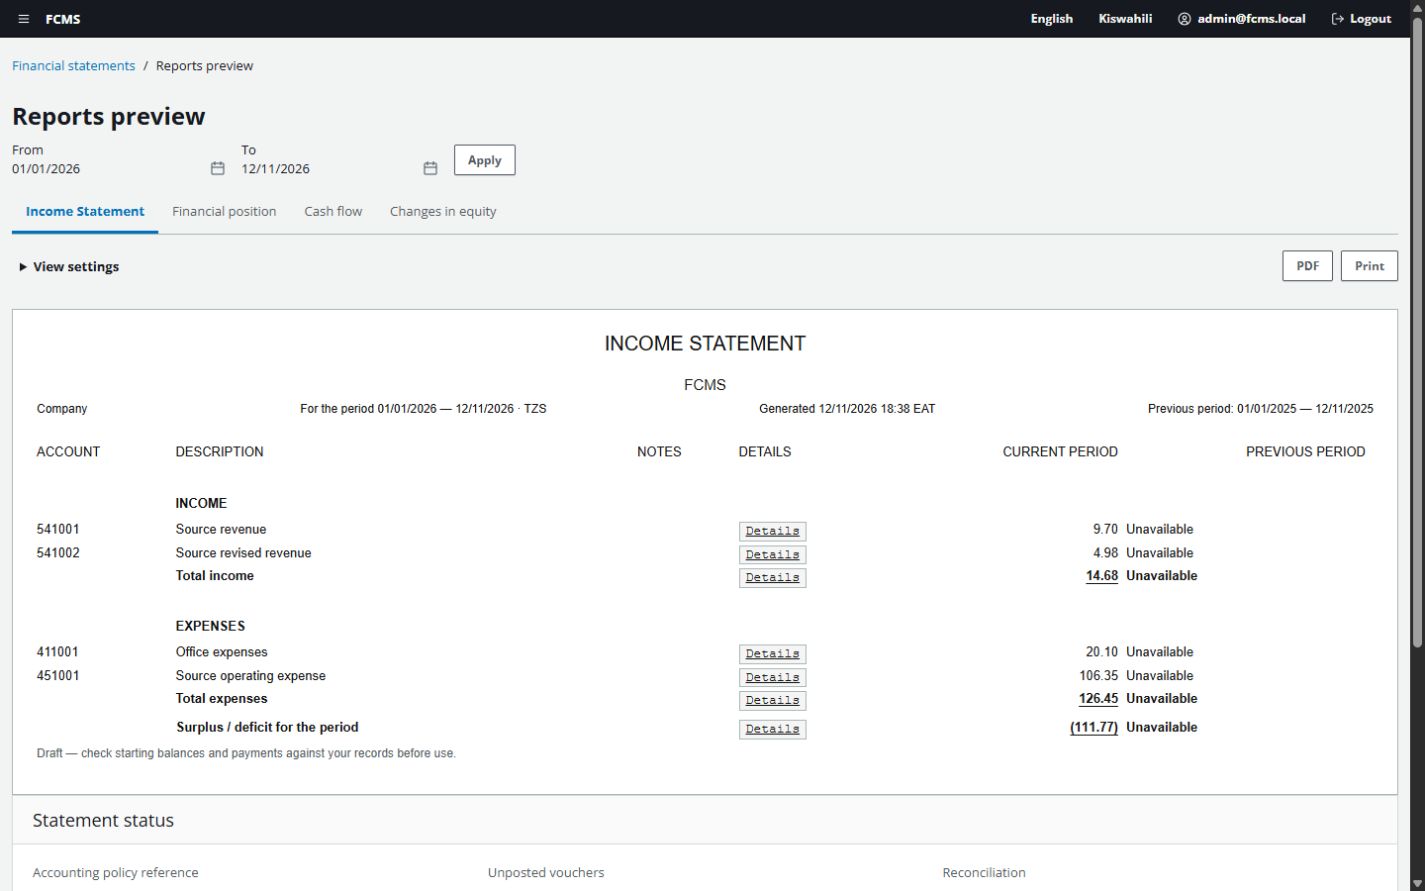 FCMS English Kiswahili admin@fcms.local Logout
Financial statements / Reports preview
Reports preview
From To
01/01/2026 12/11/2026 Apply
Income Statement Financial position Cash flow Changes in equity
View settings PDF Print
INCOME STATEMENT
FCMS
Company For the period 01/01/2026 — 12/11/2026 · TZS Generated 12/11/2026 18:38 EAT Previous period: 01/01/2025 — 12/11/2025
ACCOUNT DESCRIPTION NOTES DETAILS CURRENT PERIOD PREVIOUS PERIOD
INCOME
541001 Source revenue Details 9.70 Unavailable
541002 Source revised revenue Details 4.98 Unavailable
Total income Details 14.68 Unavailable
EXPENSES
411001 Office expenses Details 20.10 Unavailable
451001 Source operating expense Details 106.35 Unavailable
Total expenses Details 126.45 Unavailable
Surplus / deficit for the period Details (111.77) Unavailable
Draft — check starting balances and payments against your records before use.
Statement status
Accounting policy reference Unposted vouchers Reconciliation